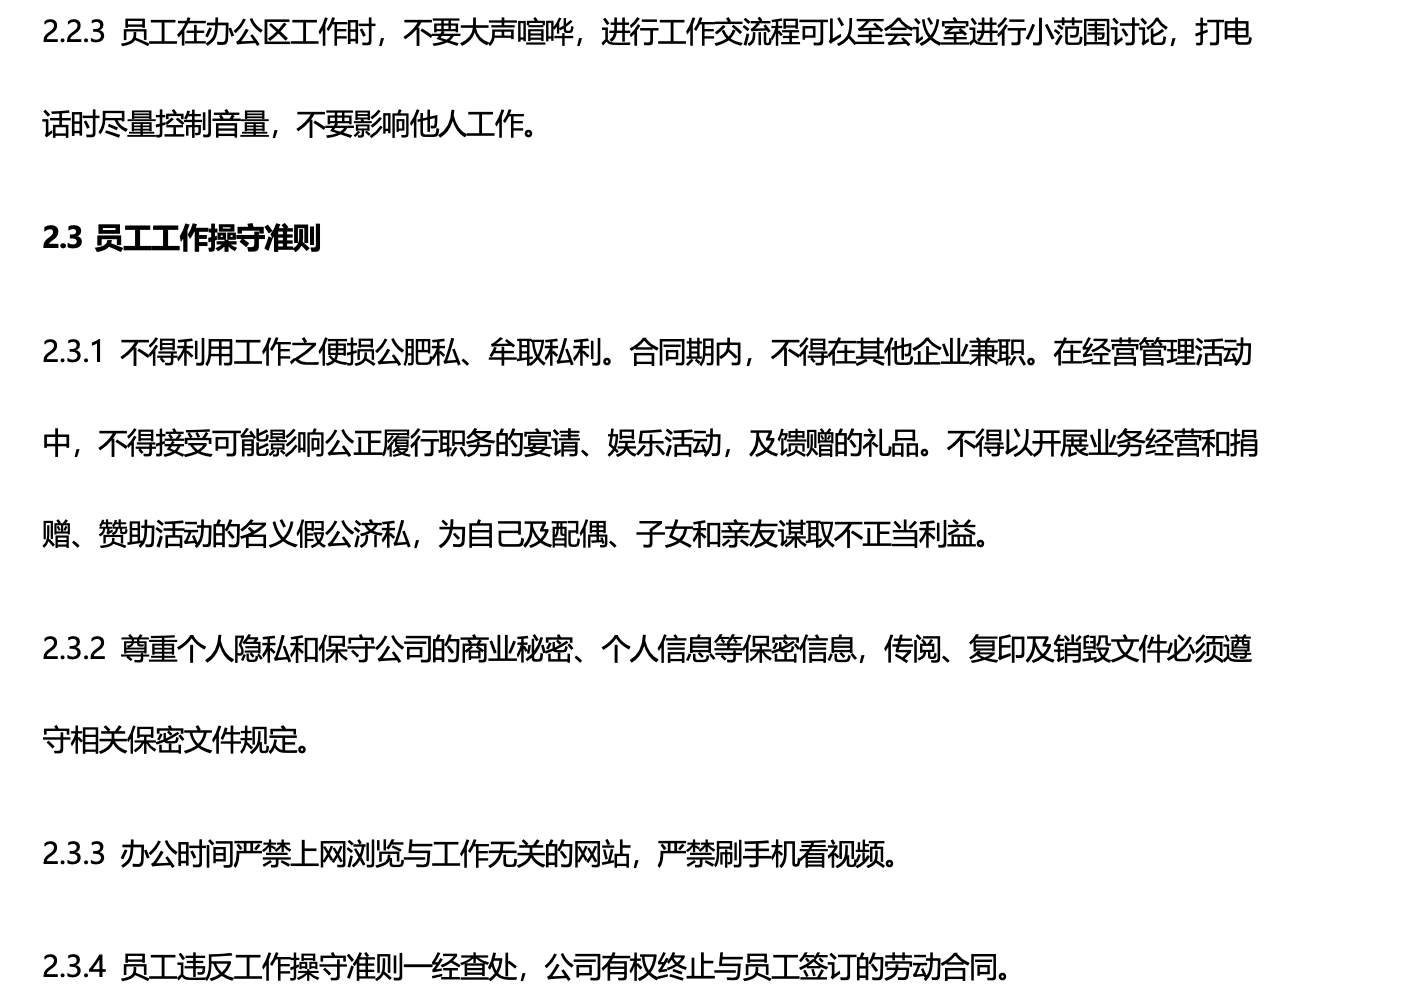 2.2.3 员工在办公区工作时，不要大声喧哗，进行工作交流程可以至会议室进行小范围讨论，打电
话时尽量控制音量，不要影响他人工作。
2.3 员工工作操守准则
2.3.1 不得利用工作之便损公肥私、牟取私利。合同期内，不得在其他企业兼职。在经营管理活动
中，不得接受可能影响公正履行职务的宴请、娱乐活动，及馈赠的礼品。不得以开展业务经营和捐
赠、赞助活动的名义假公济私，为自己及配偶、子女和亲友谋取不正当利益。
2.3.2 尊重个人隐私和保守公司的商业秘密、个人信息等保密信息，传阅、复印及销毁文件必须遵
守相关保密文件规定。
2.3.3 办公时间严禁上网浏览与工作无关的网站，严禁刷手机看视频。
2.3.4 员工违反工作操守准则一经查处，公司有权终止与员工签订的劳动合同。